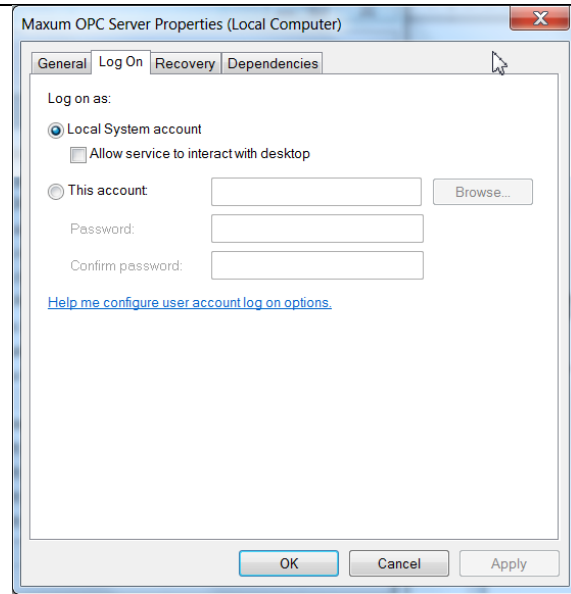 Maxum OPC Server Properties (Local Computer)
General Log On Recovery Dependencies
Log on as:
Local System account
Allow service to interact with desktop
This account:
Browse...
Password:
Confirm password:
Help me configure user account log on options.
OK Cancel Apply